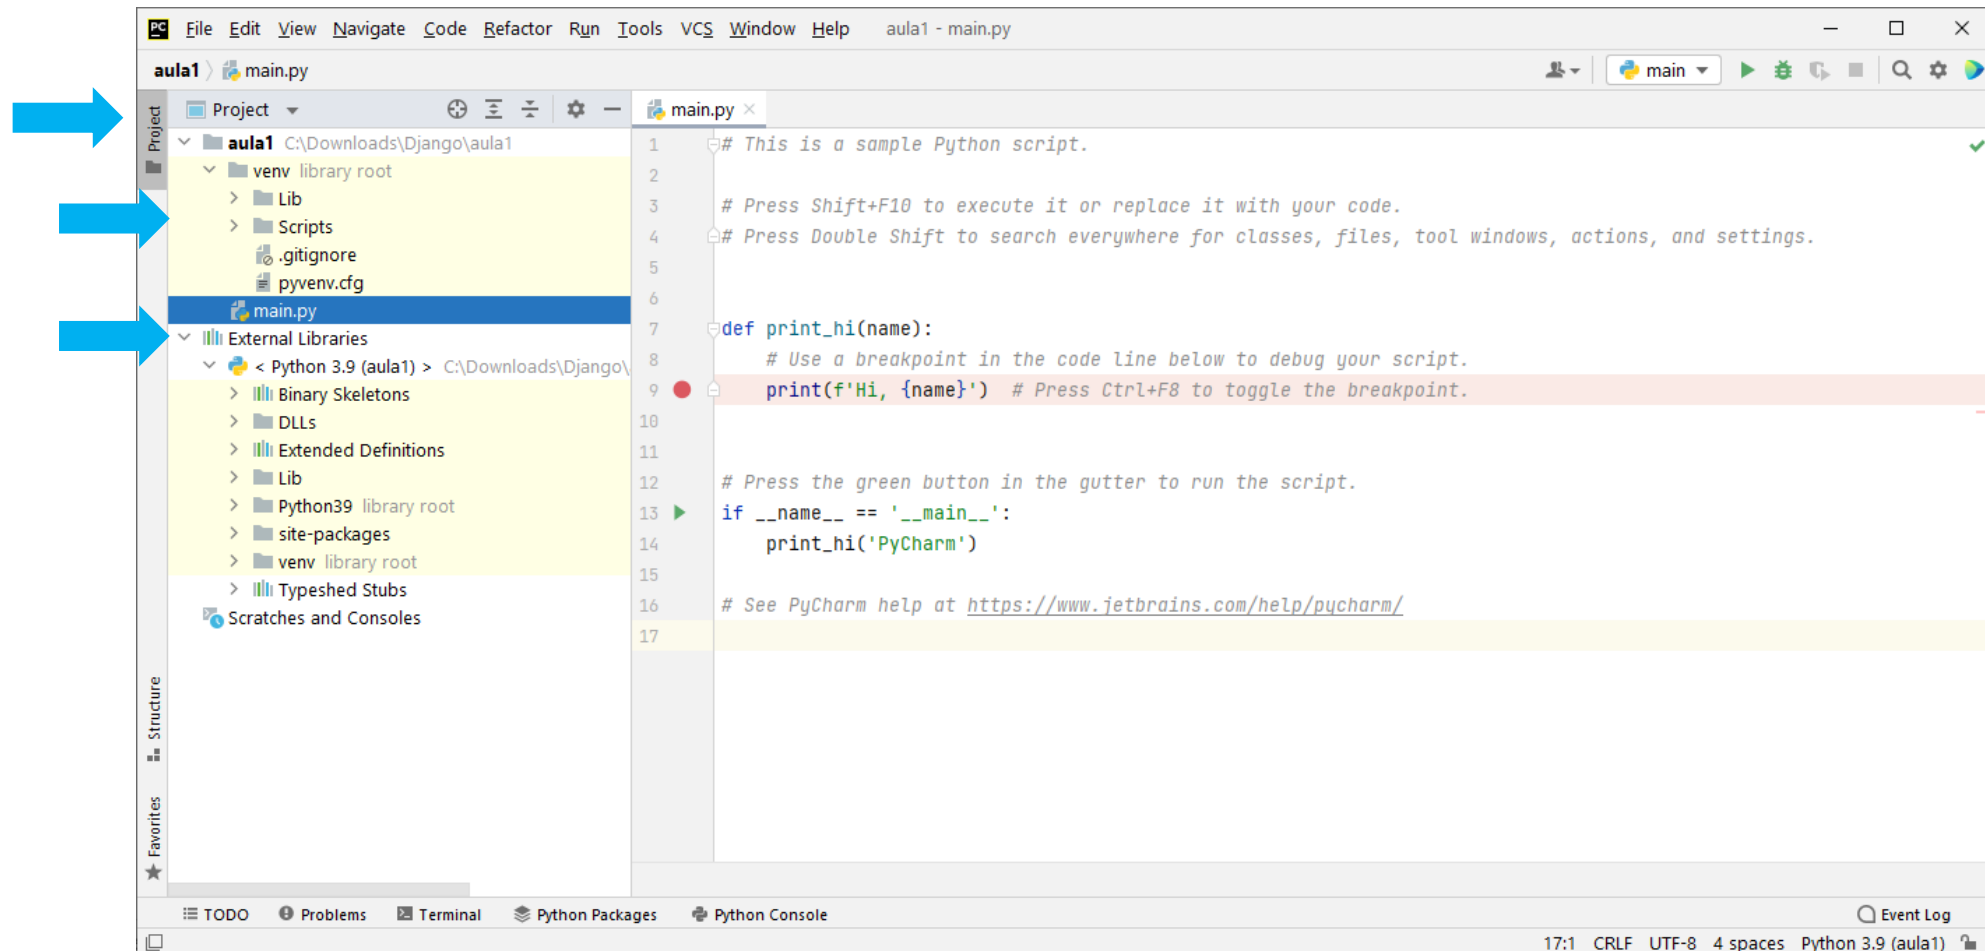 PC File Edit View Navigate Code Refactor Run Tools VCS Window Help aula1 - main.py
aula1 main.py main
Project
Project
main.py
aula1 C:\Downloads\Django\aula1
venv library root
Lib
Scripts
.gitignore
pyvenv.cfg
main.py
External Libraries
< Python 3.9 (aula1) > C:\Downloads\Django\
Binary Skeletons
DLLs
Extended Definitions
Lib
Python39 library root
site-packages
venv library root
Typeshed Stubs
Scratches and Consoles
Structure
Favorites
1 # This is a sample Python script.
2
3 # Press Shift+F10 to execute it or replace it with your code.
4 # Press Double Shift to search everywhere for classes, files, tool windows, actions, and settings.
5
6
7 def print_hi(name):
8 # Use a breakpoint in the code line below to debug your script.
9 print(f'Hi, {name}') # Press Ctrl+F8 to toggle the breakpoint.
10
11
12 # Press the green button in the gutter to run the script.
13 if __name__ == '__main__':
14 print_hi('PyCharm')
15
16 # See PyCharm help at https://www.jetbrains.com/help/pycharm/
17
TODO Problems Terminal Python Packages Python Console Event Log
17:1 CRLF UTF-8 4 spaces Python 3.9 (aula1)